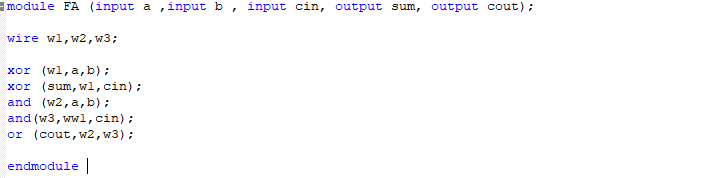 module FA (input a ,input b , input cin, output sum, output cout);
wire w1,w2,w3;
xor (w1,a,b);
xor (sum,w1,cin);
and (w2,a,b);
and(w3,ww1,cin);
or (cout,w2,w3);
endmodule